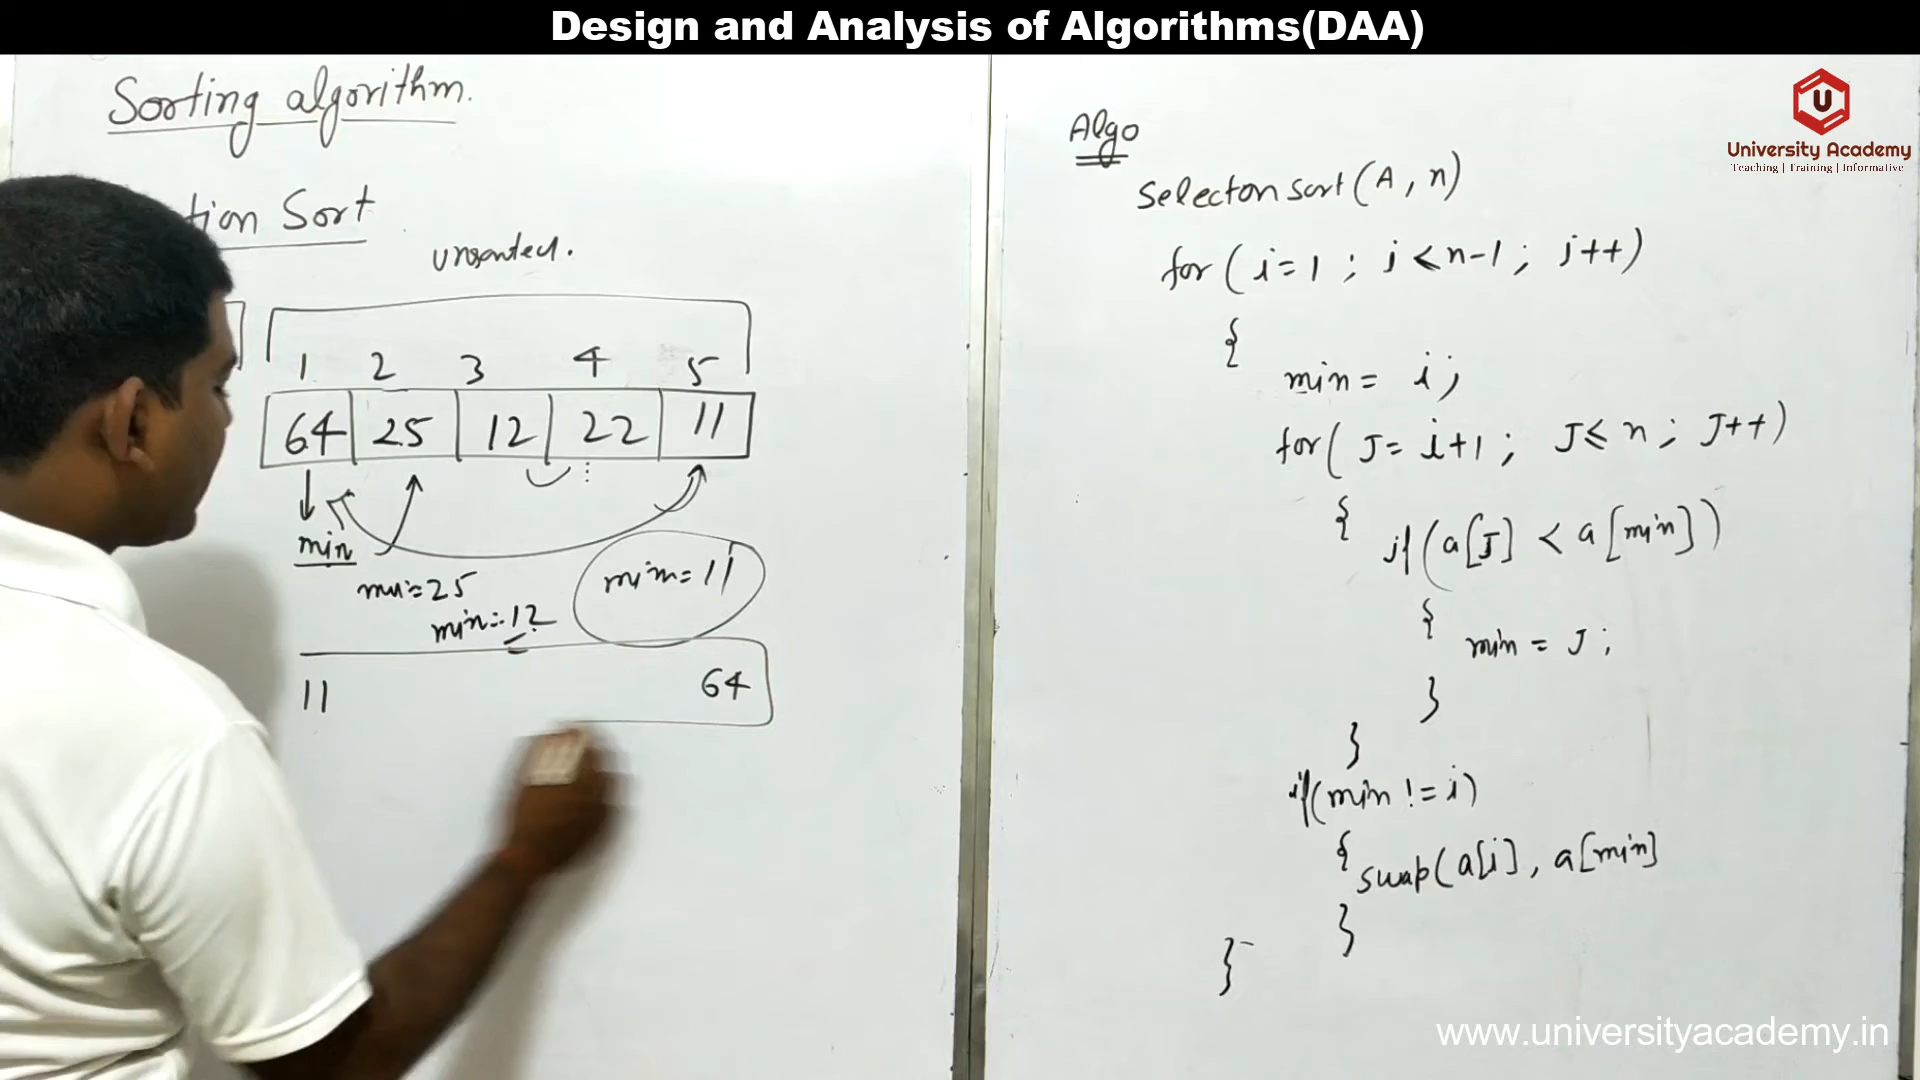 Design and Analysis of Algorithms(DAA)
Sorting algorithm.
tion Sort
unsorted.
1 2 3 4 5
64 25 12 22 11
min
min=25
min=12
min=11
11 64
Algo
Selecton sort (A, n)
for ( i=1 ; i < n-1 ; i++)
{
min = i ;
for( J= i+1 ; J≤ n ; J++)
{ if (a[J] < a[min])
{
min = J ;
}
}
if(min != i)
{ swap(a[i], a[min]
}
}
U
University Academy
Teaching | Training | Informative
www.universityacademy.in